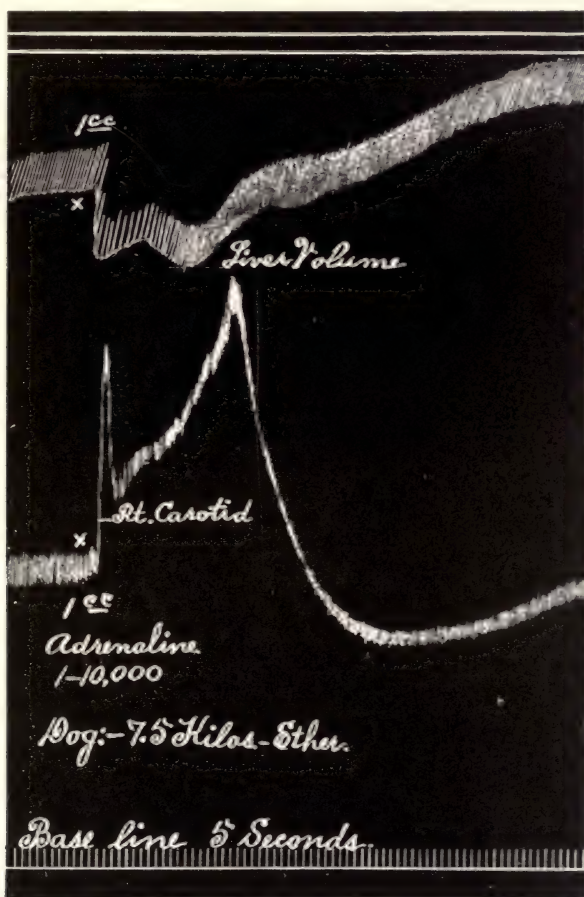 1cc
x
Liver Volume
Rt. Carotid
x
1cc
Adrenaline
1-10,000
Dog:- 7.5 Kilos - Ether.
Base line 5 Seconds.